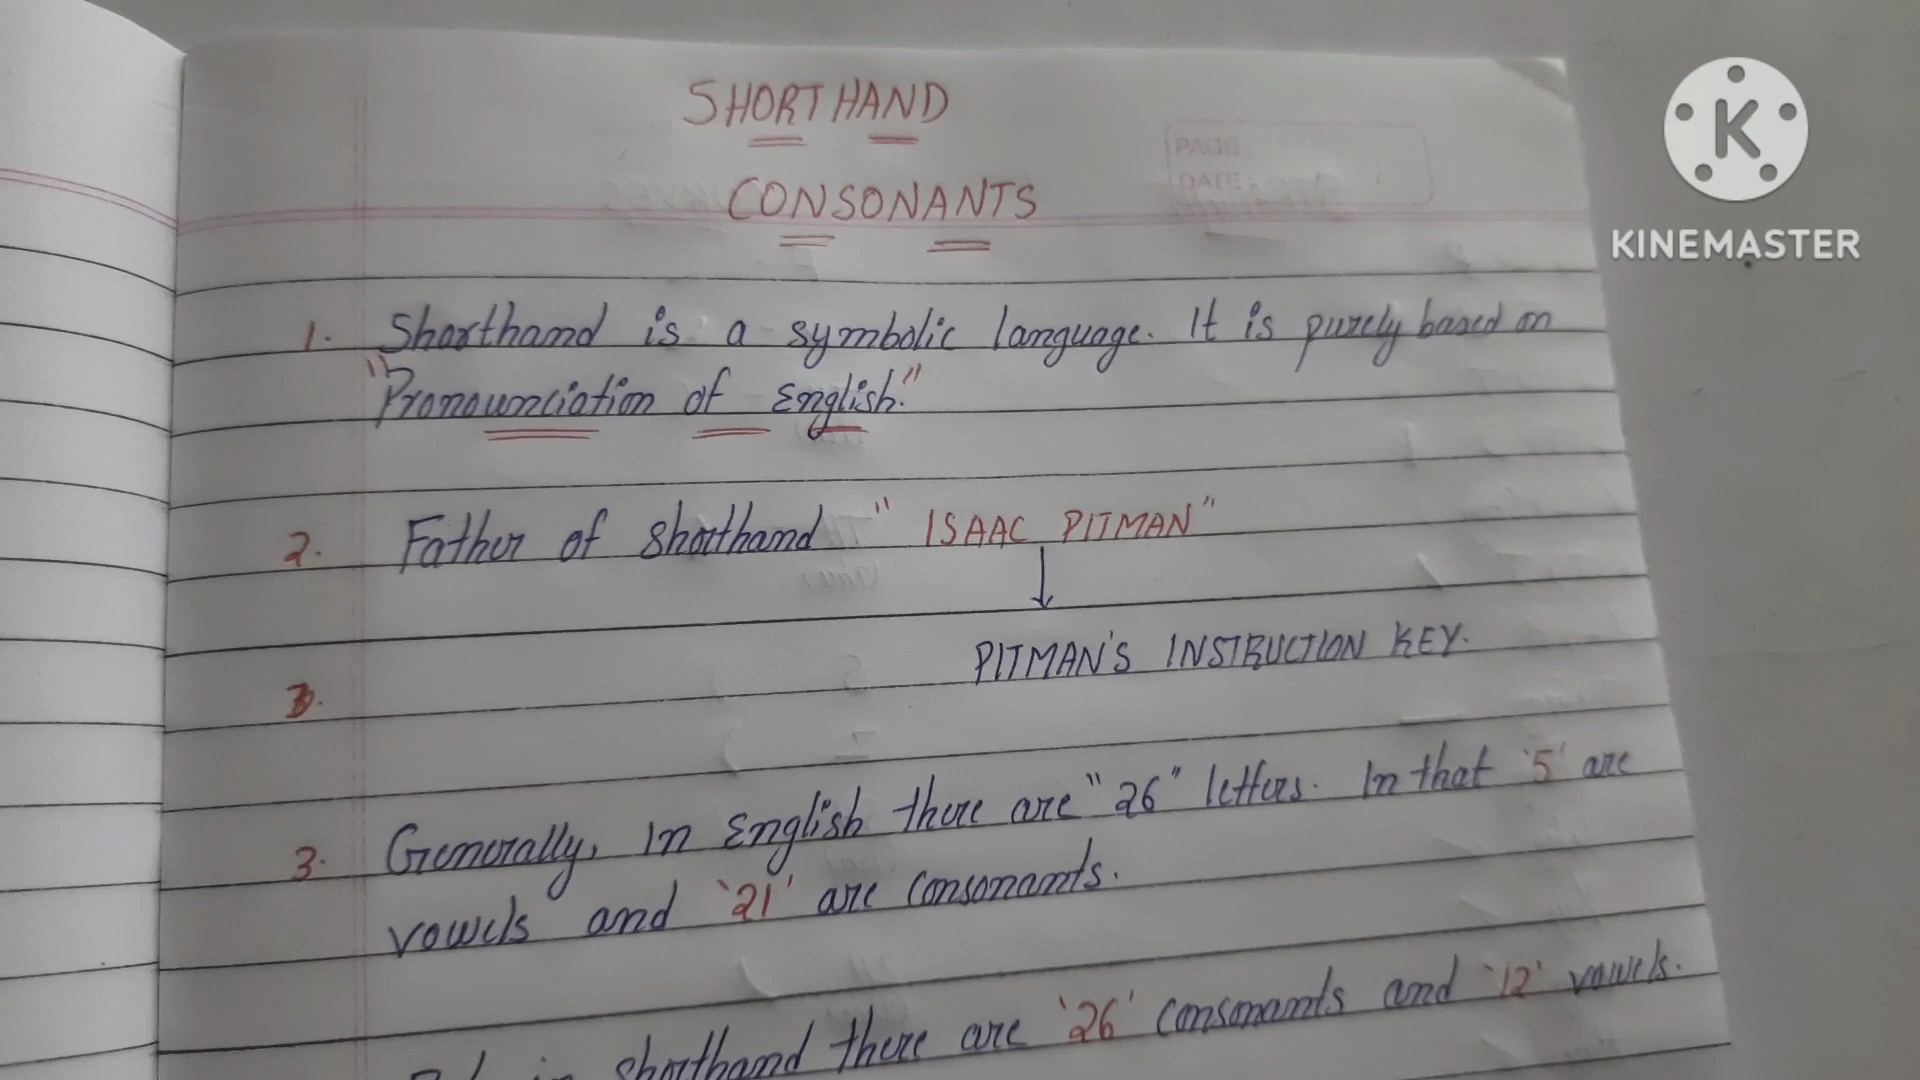 SHORTHAND
CONSONANTS
PAGE:
DATE:
1. Shorthand is a symbolic language. It is purely based on
"Pronounciation of English."
2. Father of Shorthand "ISAAC PITMAN"
↓
PITMAN'S INSTRUCTION KEY.
3.
3. Generally, in English there are "26" letters. In that '5' are
vowels and '21' are consonants.
in shorthand there are '26' consonants and '12' vowels.
K
KINEMASTER